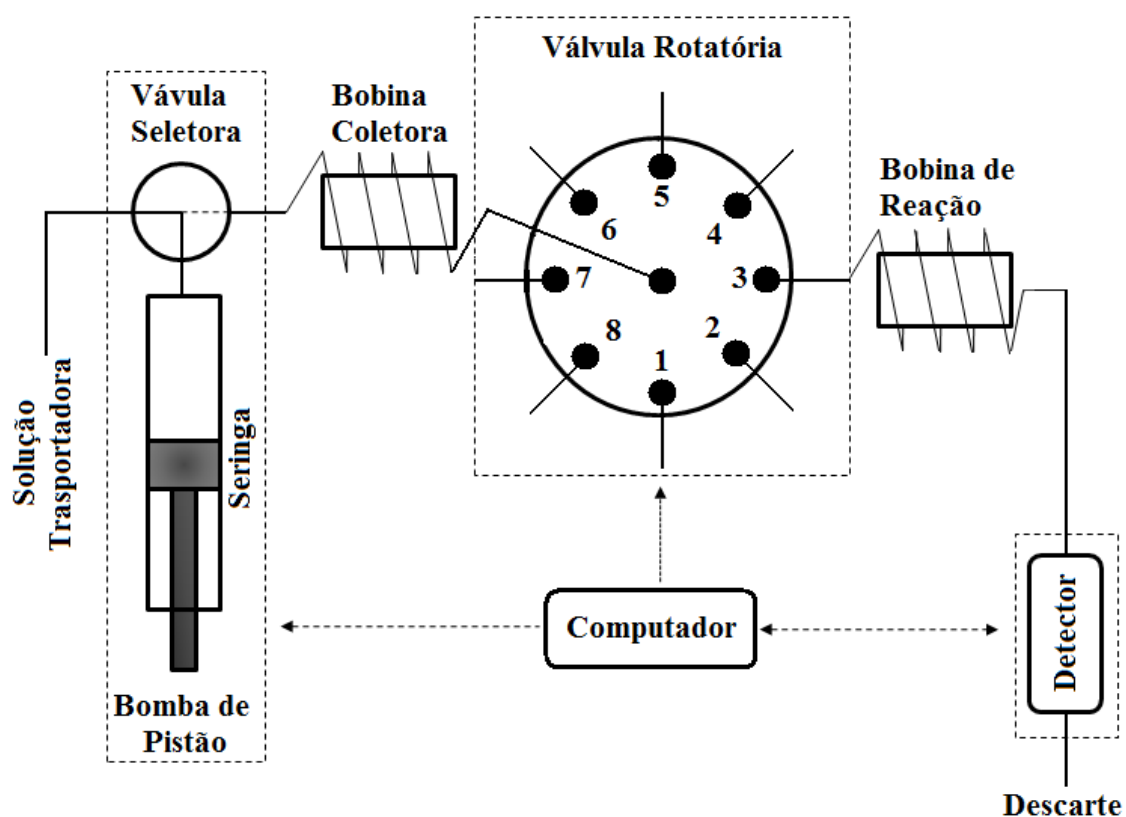 Válvula Rotatória
Vávula
Seletora
Bobina
Coletora
Bobina de
Reação
5
6
4
7
3
8
2
1
Solução
Trasportadora
Seringa
Bomba de
Pistão
Computador
Detector
Descarte